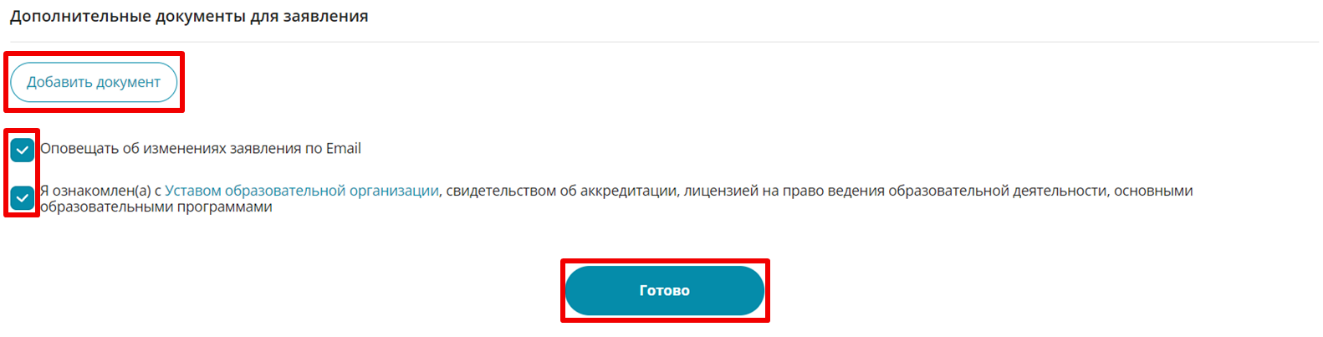 Дополнительные документы для заявления
Добавить документ
Оповещать об изменениях заявления по Email
Я ознакомлен(а) с Уставом образовательной организации, свидетельством об аккредитации, лицензией на право ведения образовательной деятельности, основными
образовательными программами
Готово